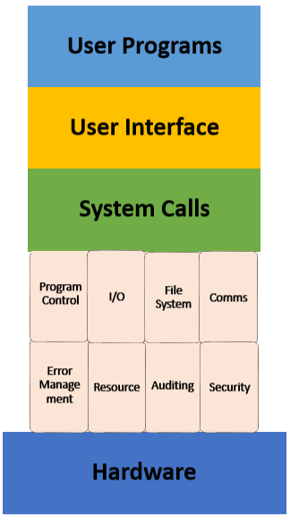 User Programs
User Interface
System Calls
Program
Control
I/O
File
System
Comms
Error
Manage
ment
Resource
Auditing
Security
Hardware